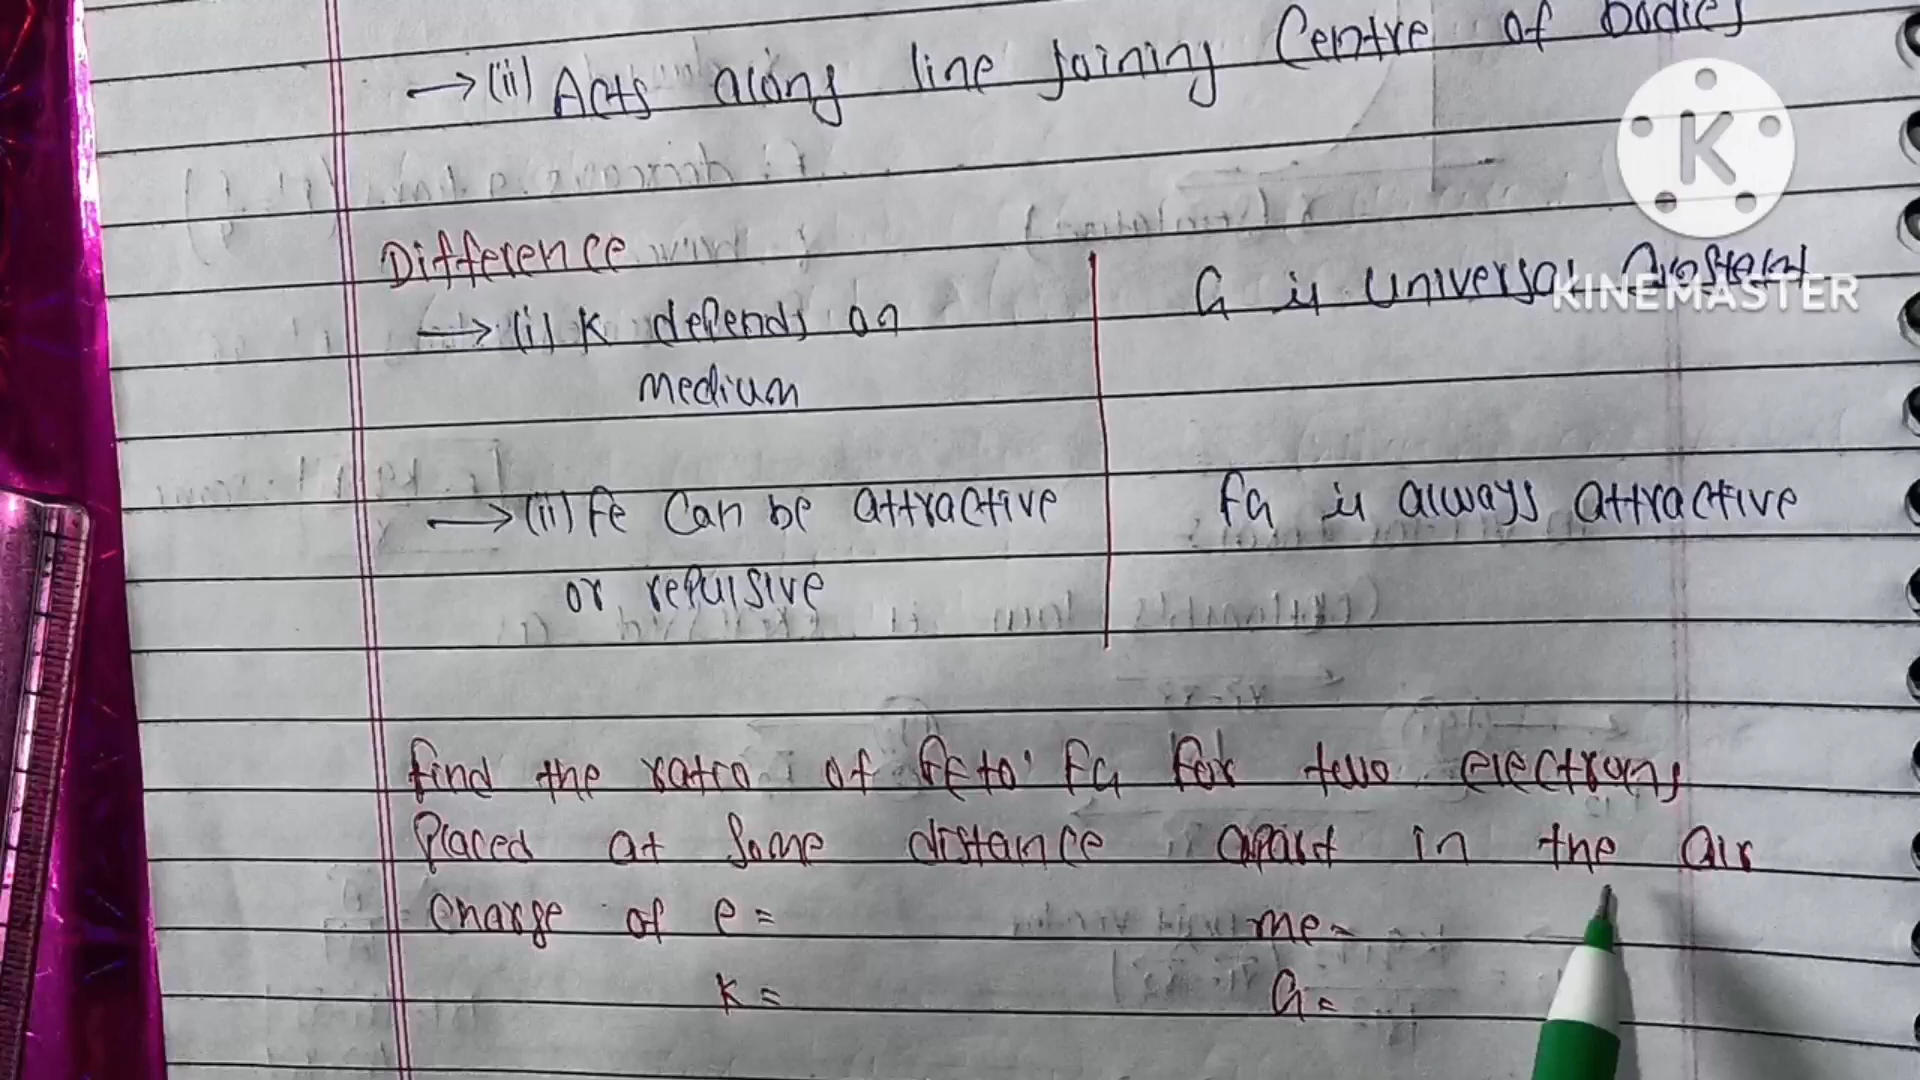 → (ii) Acts along line joining Centre of bodies
K
KINEMASTER
Difference
→ (i) K depends on
medium
G is universal Constant
→ (ii) Fe Can be attractive
or repulsive
FG is always attractive
find the ratio of FE to FG for two electrons
Placed at Some distance apart in the air
Charge of e = me =
K = G =